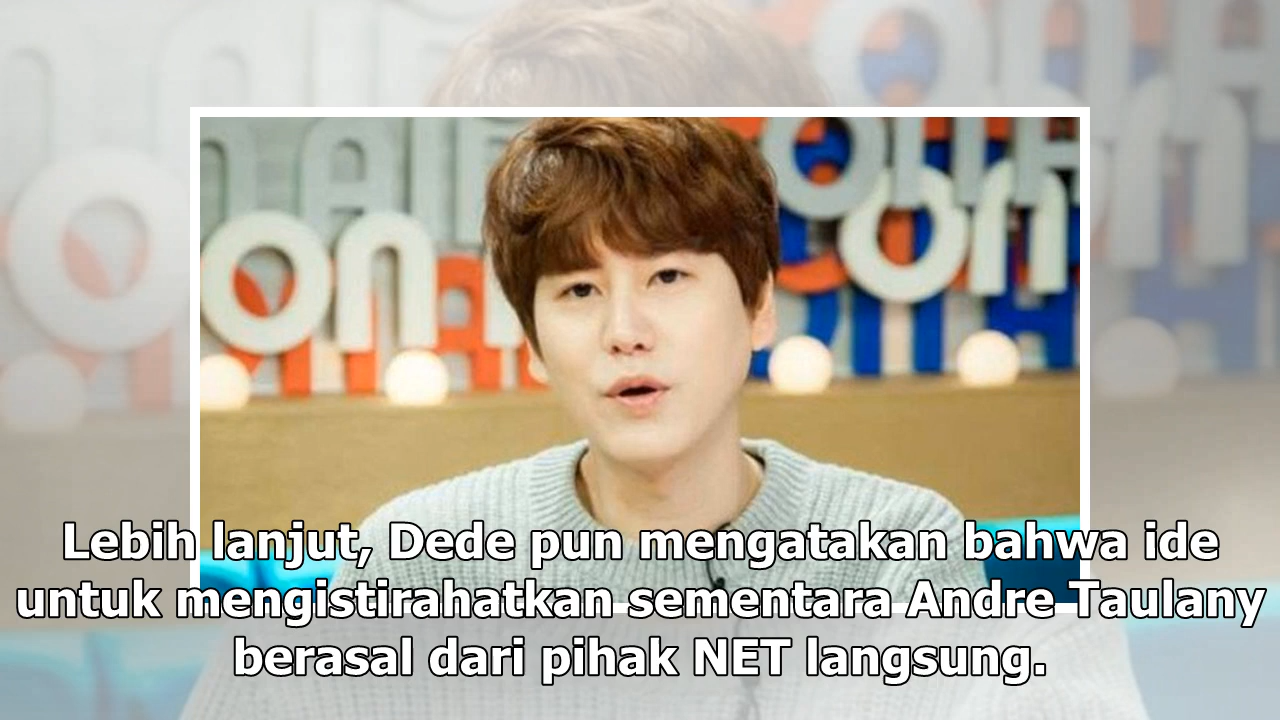 Lebih lanjut, Dede pun mengatakan bahwa ide
untuk mengistirahatkan sementara Andre Taulany
berasal dari pihak NET langsung.